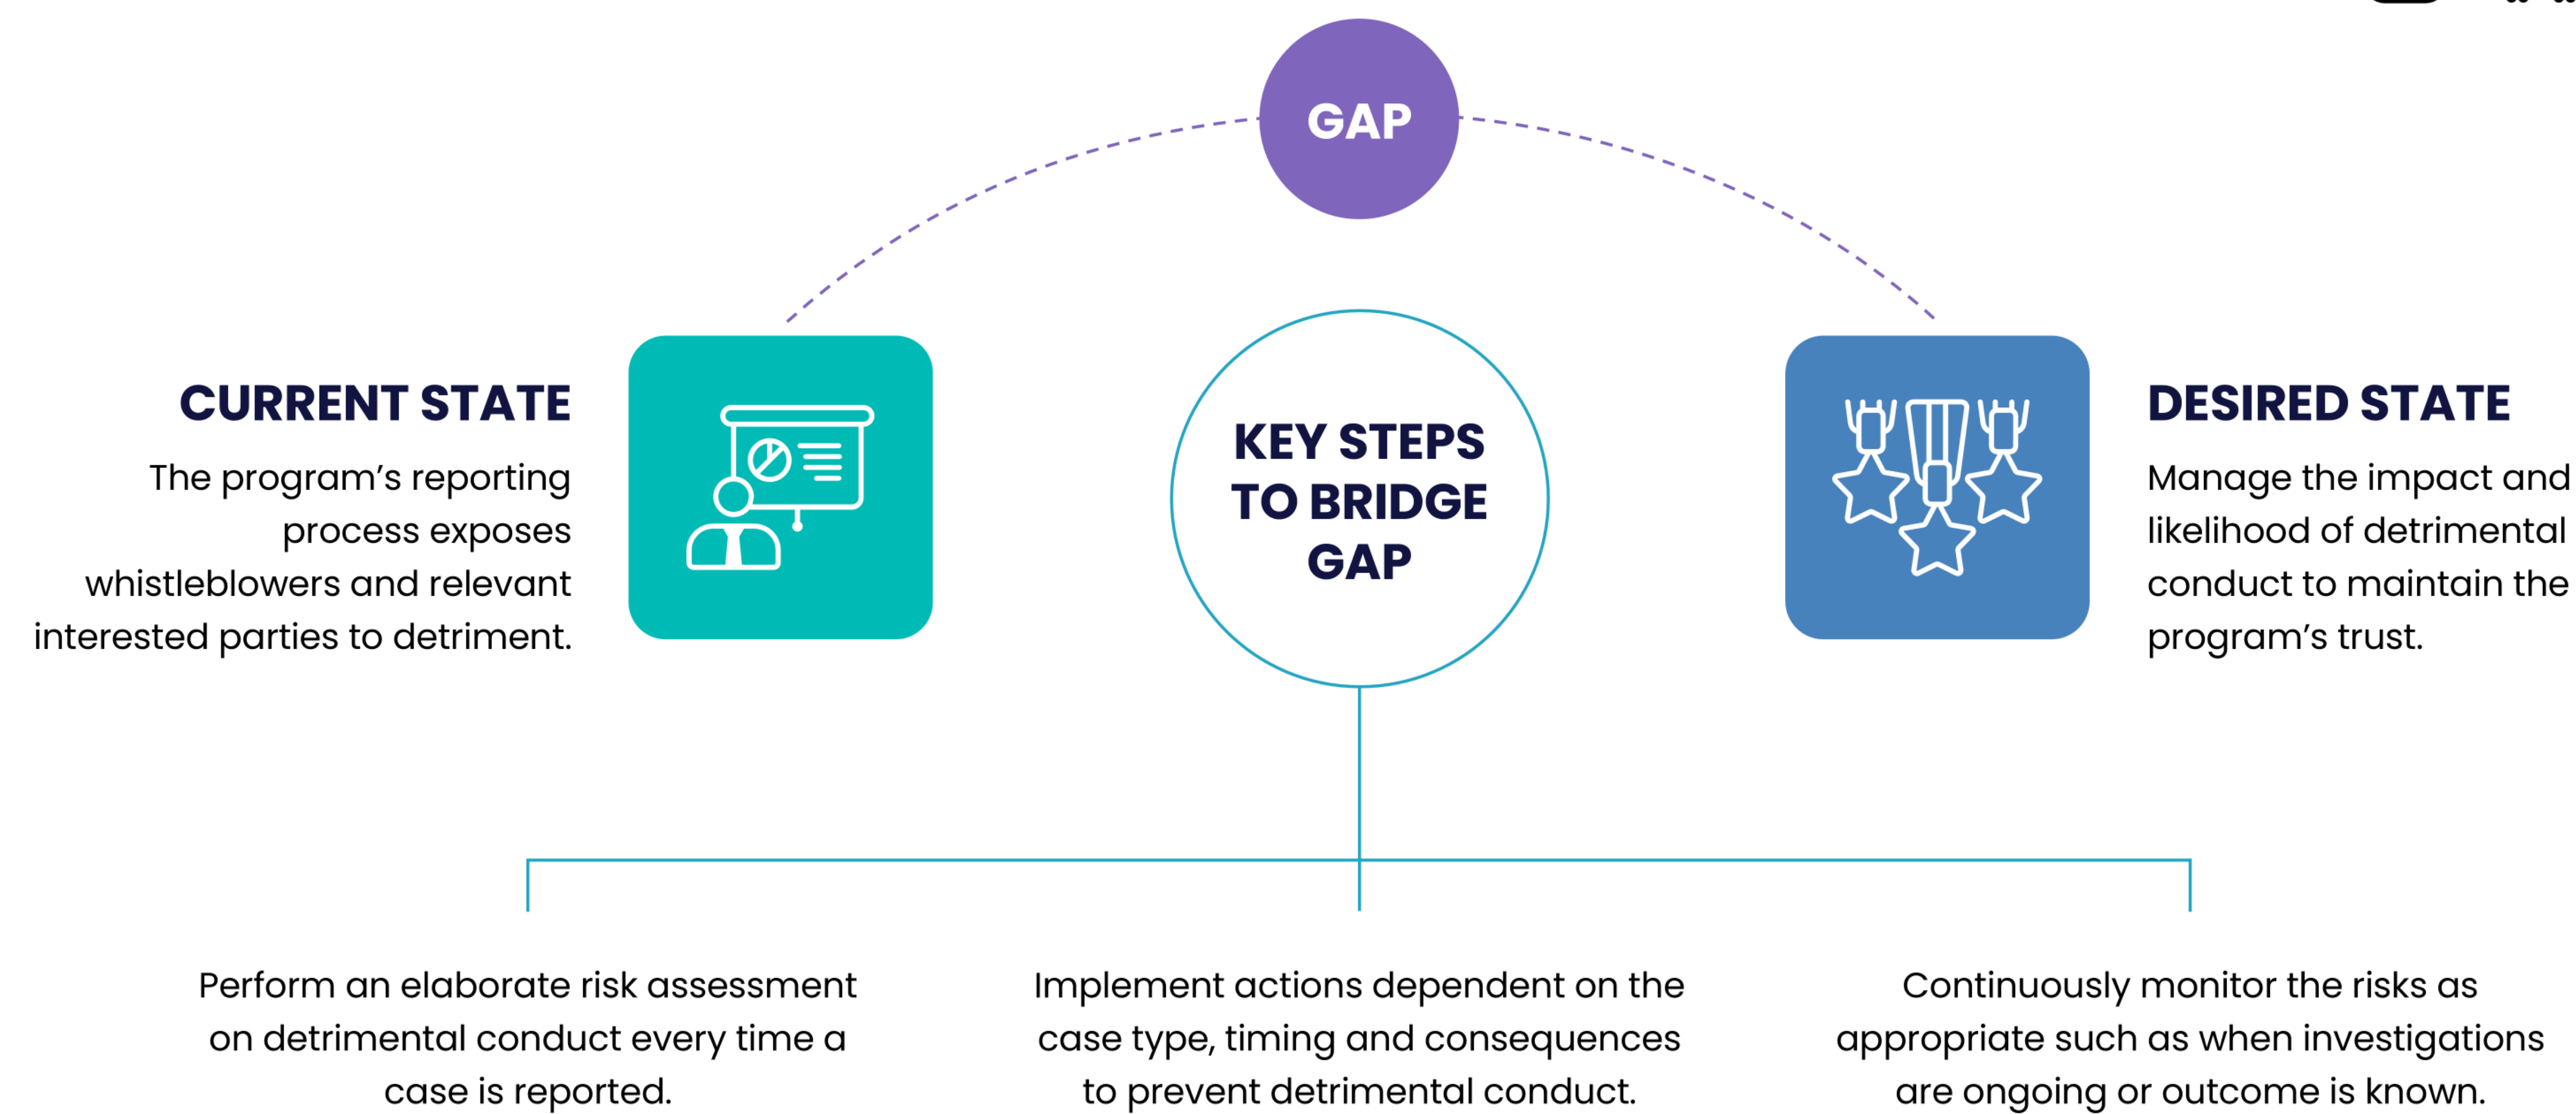 GAP
CURRENT STATE
The program’s reporting
process exposes
whistleblowers and relevant
interested parties to detriment.
KEY STEPS
TO BRIDGE
GAP
DESIRED STATE
Manage the impact and
likelihood of detrimental
conduct to maintain the
program’s trust.
Perform an elaborate risk assessment
on detrimental conduct every time a
case is reported.
Implement actions dependent on the
case type, timing and consequences
to prevent detrimental conduct.
Continuously monitor the risks as
appropriate such as when investigations
are ongoing or outcome is known.